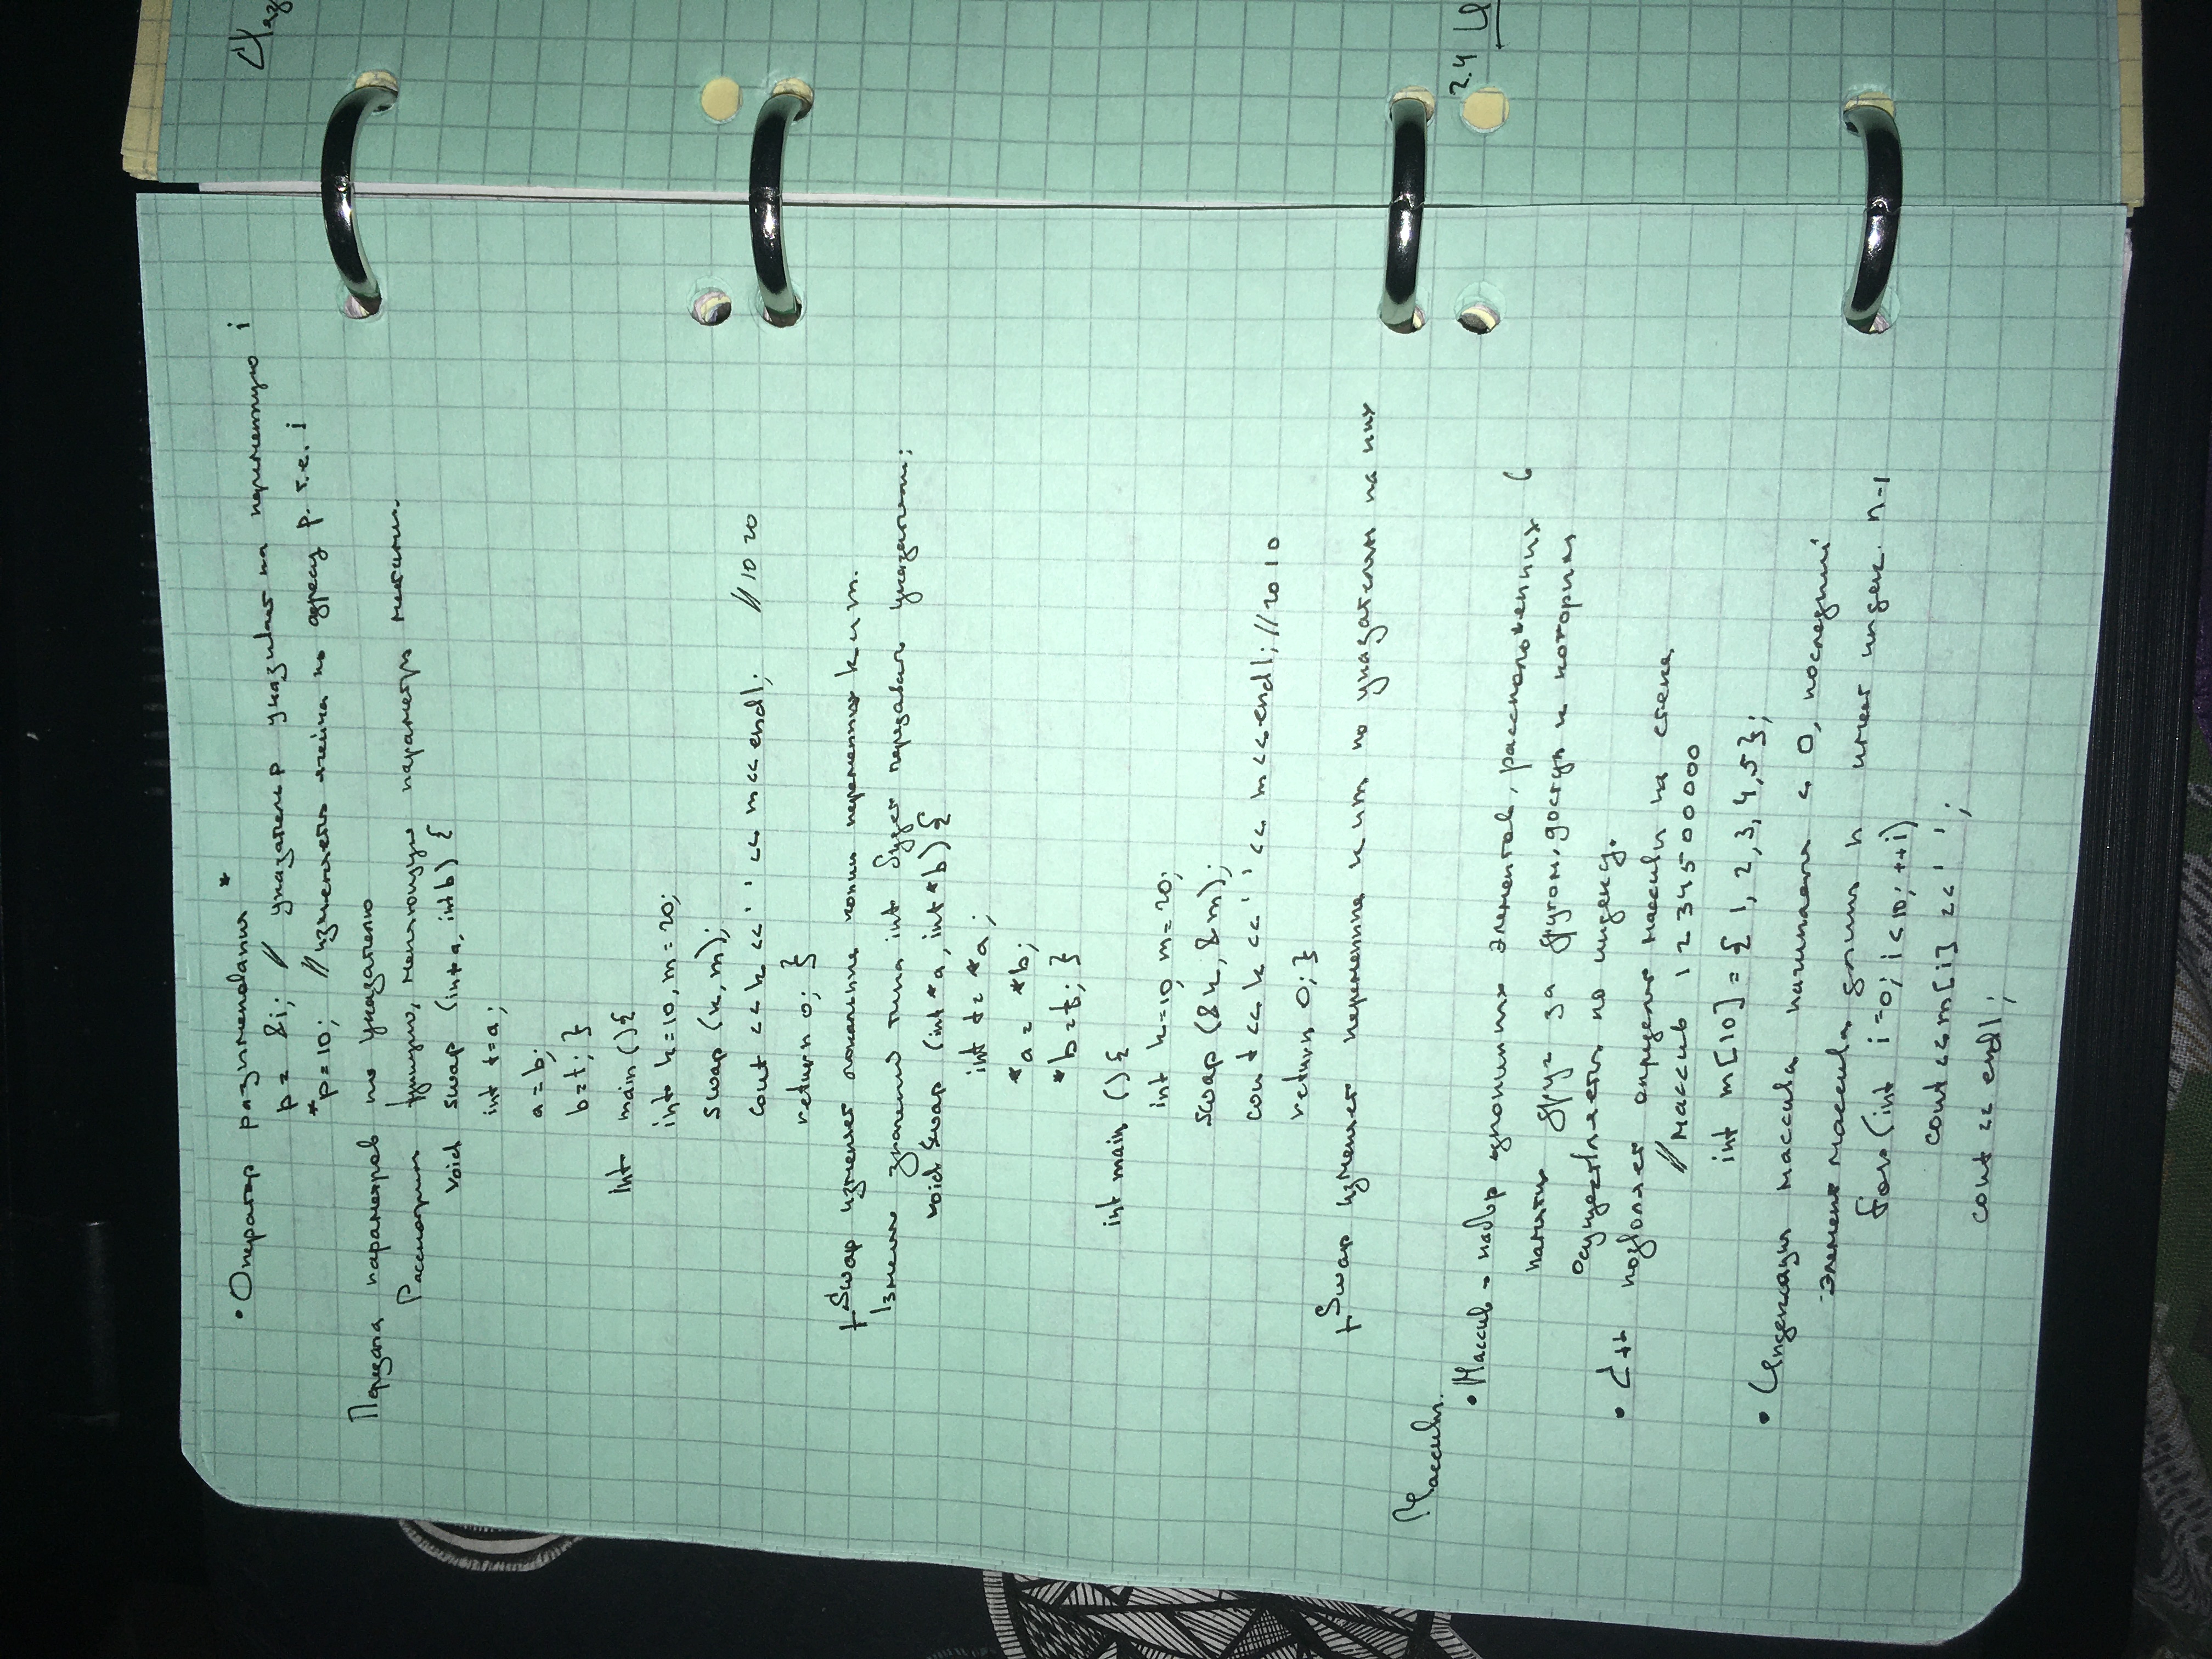 • Оператор разыменования *
p = &i; // указатель p указывает на переменную i
*p = 10; // изменяется ячейка по адресу p. т.е. i
Передача параметров по указателю
Рассмотрим функцию, меняющую параметры местами.
void swap (int a, int b) {
int t=a;
a = b;
b=t; }
int main () {
int k=10, m=20;
swap (k, m);
cout << k << ' ' << m << endl; // 10 20
return 0; }
Swap изменяет локальные копии переменных k и m.
значений типа int будет передавать указатели:
void swap (int *a, int *b) {
int t= *a;
*a = *b;
*b=t; }
int main () {
int k=10, m=20;
swap (&k, &m);
cout << k << ' ' << m << endl; // 20 10
return 0; }
Swap изменяет переменные k и m по указателям на них
Массивы.
• Массив - набор однотипных элементов, расположенных в
памяти друг за другом, доступ к которым
осуществляется по индексу.
• C++ позволяет определять массивы на стеке
// массив 1 2 3 4 5 0 0 0 0 0
int m[10] = { 1, 2, 3, 4, 5 };
• Индексация массива начинается с 0, последний
элемент массива длины n имеет индекс. n-1
for (int i=0; i<10; ++i)
cout << m[i] << ' ';
cout << endl;
2.4